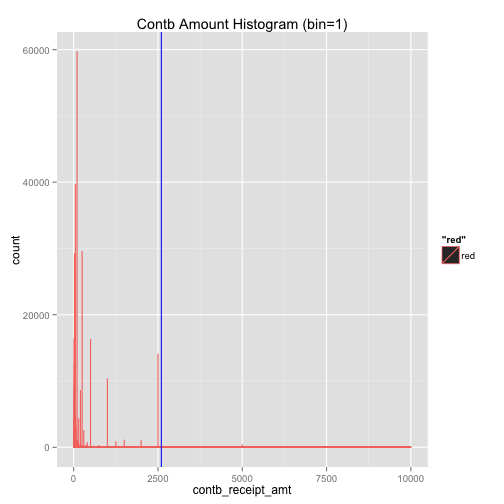 Contb Amount Histogram (bin=1)
60000
40000
20000
0
count
0
2500
5000
7500
10000
contb_receipt_amt
"red"
red